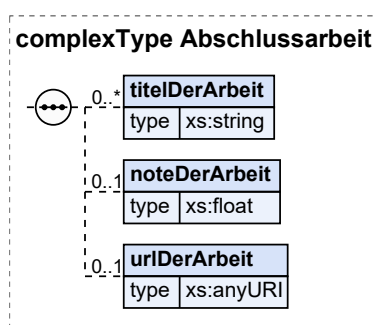 complexType Abschlussarbeit
0..* titelDerArbeit
type xs:string
0..1 noteDerArbeit
type xs:float
0..1 urlDerArbeit
type xs:anyURI